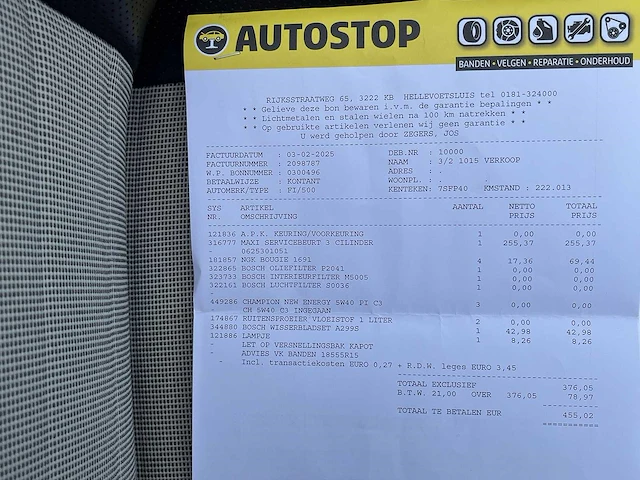 AUTOSTOP
BANDEN • VELGEN • REPARATIE • ONDERHOUD
RIJKSSTRAATWEG 65, 3222 KB HELLEVOETSLUIS tel 0181-324000
* * Gelieve deze bon bewaren i.v.m. de garantie bepalingen * *
* * Lichtmetalen en stalen wielen na 100 km natrekken * *
* * Op gebruikte artikelen verlenen wij geen garantie * *
U werd geholpen door ZEGERS, JOS
FACTUURDATUM : 03-02-2025 DEB.NR : 10000
FACTUURNUMMER : 2098787 NAAM : 3/2 1015 VERKOOP
W.P. BONNUMMER : 0300496 ADRES : .
BETAALWIJZE : KONTANT WOONPL. : .
AUTOMERK/TYPE : FI/500 KENTEKEN: 7SFP40 KMSTAND : 222.013
SYS ARTIKEL AANTAL NETTO TOTAAL
NR. OMSCHRIJVING PRIJS PRIJS
121836 A.P.K. KEURING/VOORKEURING 1 0,00 0,00
316777 MAXI SERVICEBEURT 3 CILINDER 1 255,37 255,37
0625301051
181857 NGK BOUGIE 1691 4 17,36 69,44
322865 BOSCH OLIEFILTER P2041 1 0,00 0,00
323733 BOSCH INTERIEURFILTER M5005 1 0,00 0,00
322161 BOSCH LUCHTFILTER S0036 1 0,00 0,00
449286 CHAMPION NEW ENERGY 5W40 PI C3 3 0,00 0,00
CH 5W40 C3 INGEGAAN
174867 RUITENSPROEIER VLOEISTOF 1 LITER 2 0,00 0,00
344880 BOSCH WISSERBLADSET A299S 1 42,98 42,98
121886 LAMPJE 1 8,26 8,26
- LET OP VERSNELLINGSBAK KAPOT
- ADVIES VK BANDEN 18555R15
- Incl. transactiekosten EURO 0,27 + R.D.W. leges EURO 3,45
TOTAAL EXCLUSIEF 376,05
B.T.W. 21,00 OVER 376,05 78,97
TOTAAL TE BETALEN EUR 455,02